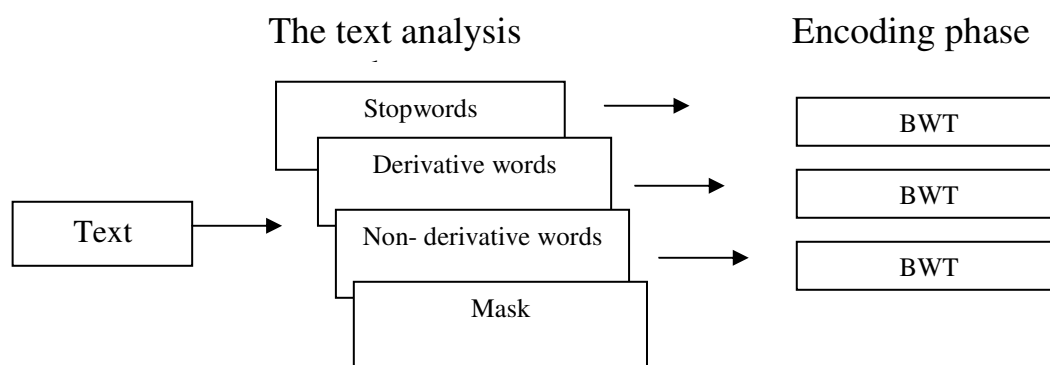 The text analysis
Encoding phase
Stopwords
BWT
Derivative words
BWT
Text
Non- derivative words
BWT
Mask